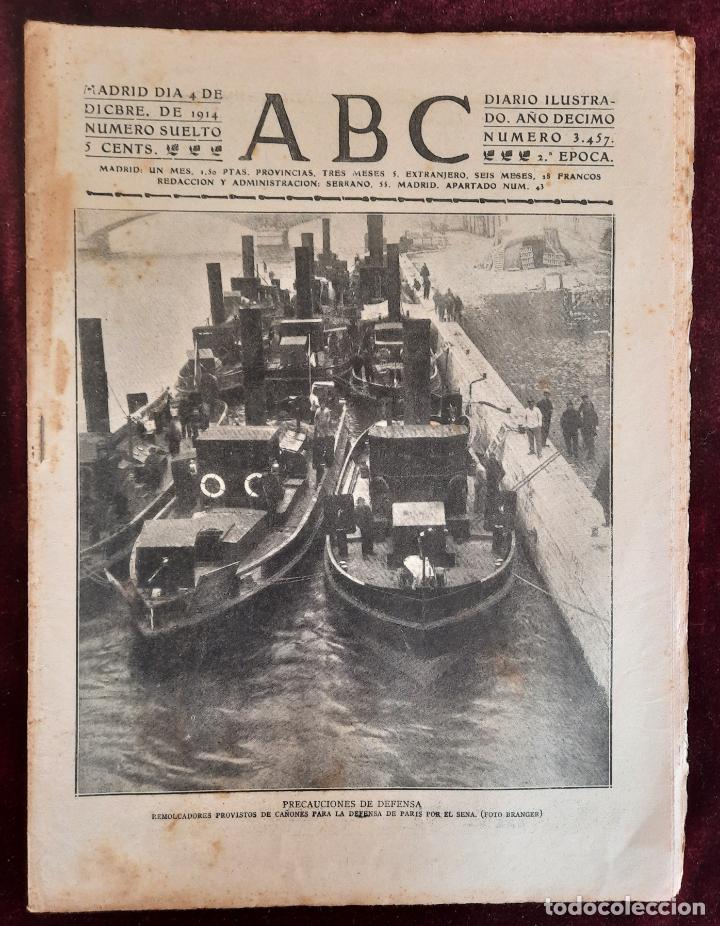 MADRID DIA 4 DE
DICBRE. DE 1914
NUMERO SUELTO
5 CENTS.
ABC
DIARIO ILUSTRA-
DO. AÑO DECIMO
NUMERO 3.457.
2.ª EPOCA.
MADRID: UN MES, 1,50 PTAS. PROVINCIAS, TRES MESES 5. EXTRANJERO, SEIS MESES, 18 FRANCOS
REDACCION Y ADMINISTRACION: SERRANO, 55, MADRID. APARTADO NUM. 43
PRECAUCIONES DE DEFENSA
REMOLCADORES PROVISTOS DE CAÑONES PARA LA DEFENSA DE PARIS POR EL SENA. (FOTO BRANGER)
todocoleccion